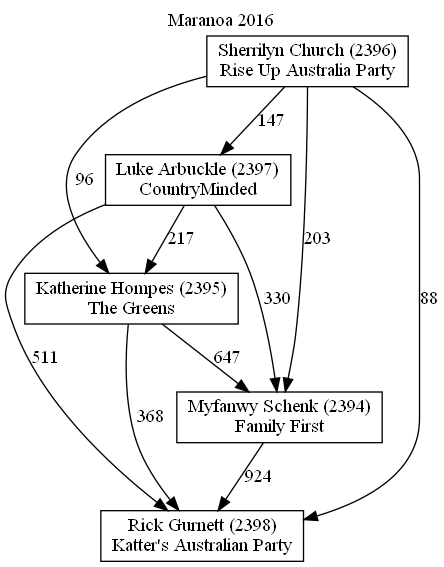 Maranoa 2016
Sherrilyn Church (2396)
Rise Up Australia Party
147
Luke Arbuckle (2397)
CountryMinded
96
217
203
Katherine Hompes (2395)
The Greens
330
88
511
647
368
Myfanwy Schenk (2394)
Family First
924
Rick Gurnett (2398)
Katter's Australian Party